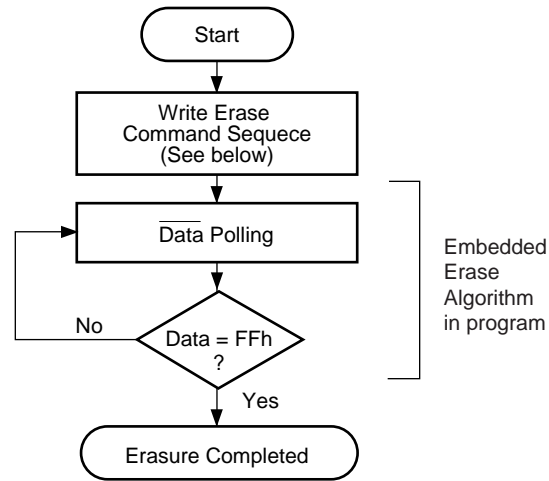 Start
Write Erase
Command Sequece
(See below)
Data Polling
Embedded
Erase
Algorithm
in program
No
Data = FFh
?
Yes
Erasure Completed